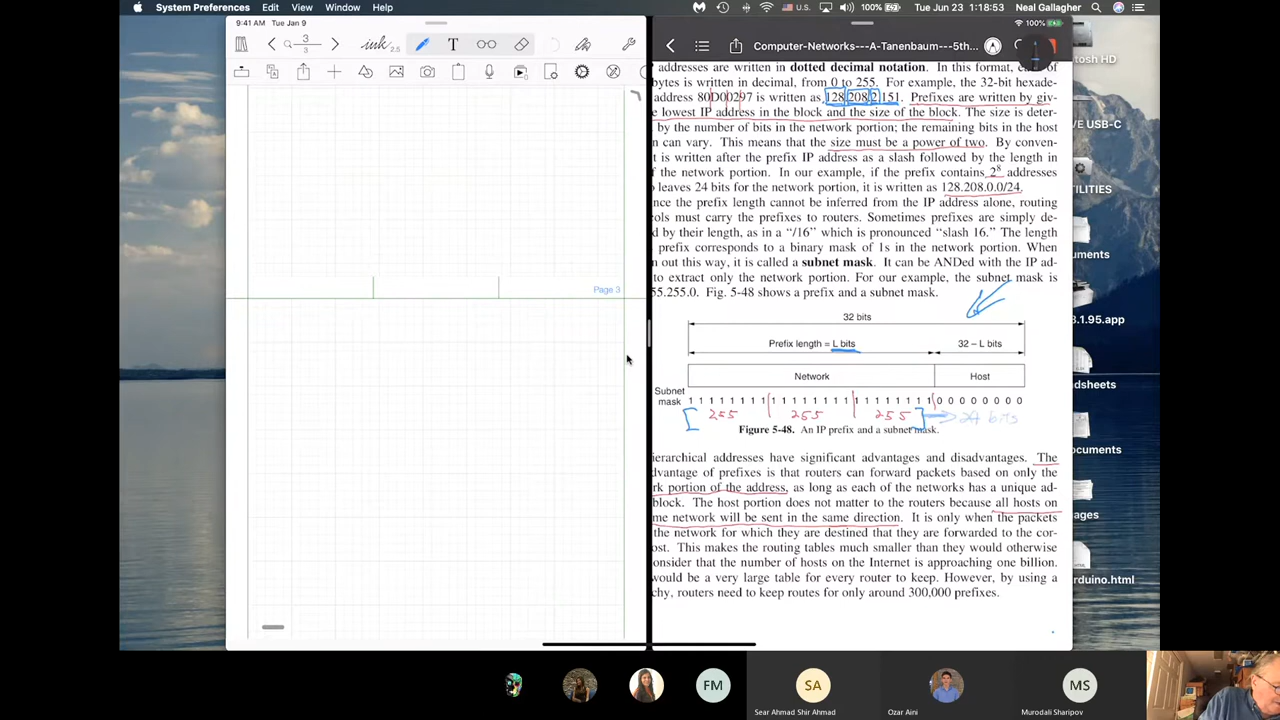 System Preferences Edit View Window Help
100% U.S. 100% Tue Jun 23 1:18:53 Neal Gallagher
9:41 AM Tue Jan 9
3
3
2.5
T
Page 3
100%
Computer-Networks---A-Tanenbaum---5th...
addresses are written in dotted decimal notation. In this format,
bytes is written in decimal, from 0 to 255. For example, the 32-bit hexade-
address 80D00297 is written as 128.208.2.151. Prefixes are written by giv-
e lowest IP address in the block and the size of the block. The size is deter-
by the number of bits in the network portion; the remaining bits in the host
n can vary. This means that the size must be a power of two. By conven-
t is written after the prefix IP address as a slash followed by the length in
f the network portion. In our example, if the prefix contains 2⁸ addresses
leaves 24 bits for the network portion, it is written as 128.208.0.0/24.
nce the prefix length cannot be inferred from the IP address alone, routing
cols must carry the prefixes to routers. Sometimes prefixes are simply de-
d by their length, as in a “/16” which is pronounced “slash 16.” The length
prefix corresponds to a binary mask of 1s in the network portion. When
n out this way, it is called a subnet mask. It can be ANDed with the IP ad-
to extract only the network portion. For our example, the subnet mask is
55.255.0. Fig. 5-48 shows a prefix and a subnet mask.
32 bits
Prefix length = L bits
32 – L bits
Network
Host
Subnet
mask
1 1 1 1 1 1 1 1 1 1 1 1 1 1 1 1 1 1 1 1 1 1 1 1 0 0 0 0 0 0 0 0
255 255 255 24 bits
Figure 5-48. An IP prefix and a subnet mask.
ierarchical addresses have significant advantages and disadvantages. The
dvantage of prefixes is that routers can forward packets based on only the
rk portion of the address, as long as each of the networks has a unique ad-
block. The host portion does not matter to the routers because all hosts on
me network will be sent in the same direction. It is only when the packets
the network for which they are destined that they are forwarded to the cor-
ost. This makes the routing tables much smaller than they would otherwise
onsider that the number of hosts on the Internet is approaching one billion.
would be a very large table for every router to keep. However, by using a
chy, routers need to keep routes for only around 300,000 prefixes.
tosh HD
VE USB-C
TILITIES
uments
3.1.95.app
adsheets
ocuments
ages
rduino.html
FM
SA
Sear Ahmad Shir Ahmad
Ozar Aini
MS
Murodali Sharipov